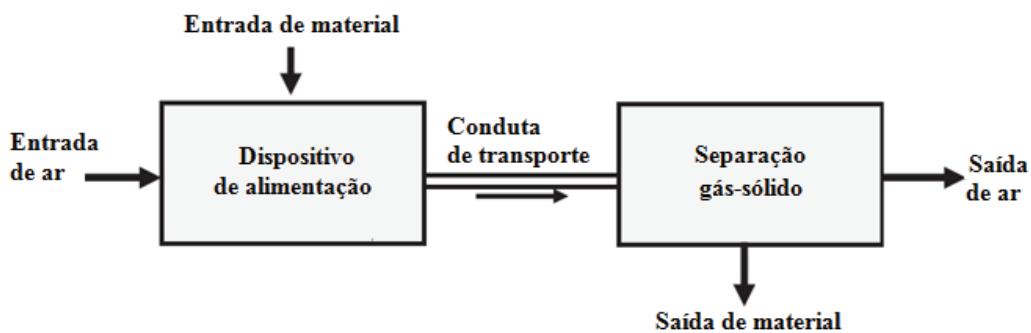 Entrada de material
Entrada
de ar
Dispositivo
de alimentação
Conduta
de transporte
Separação
gás-sólido
Saída
de ar
Saída de material